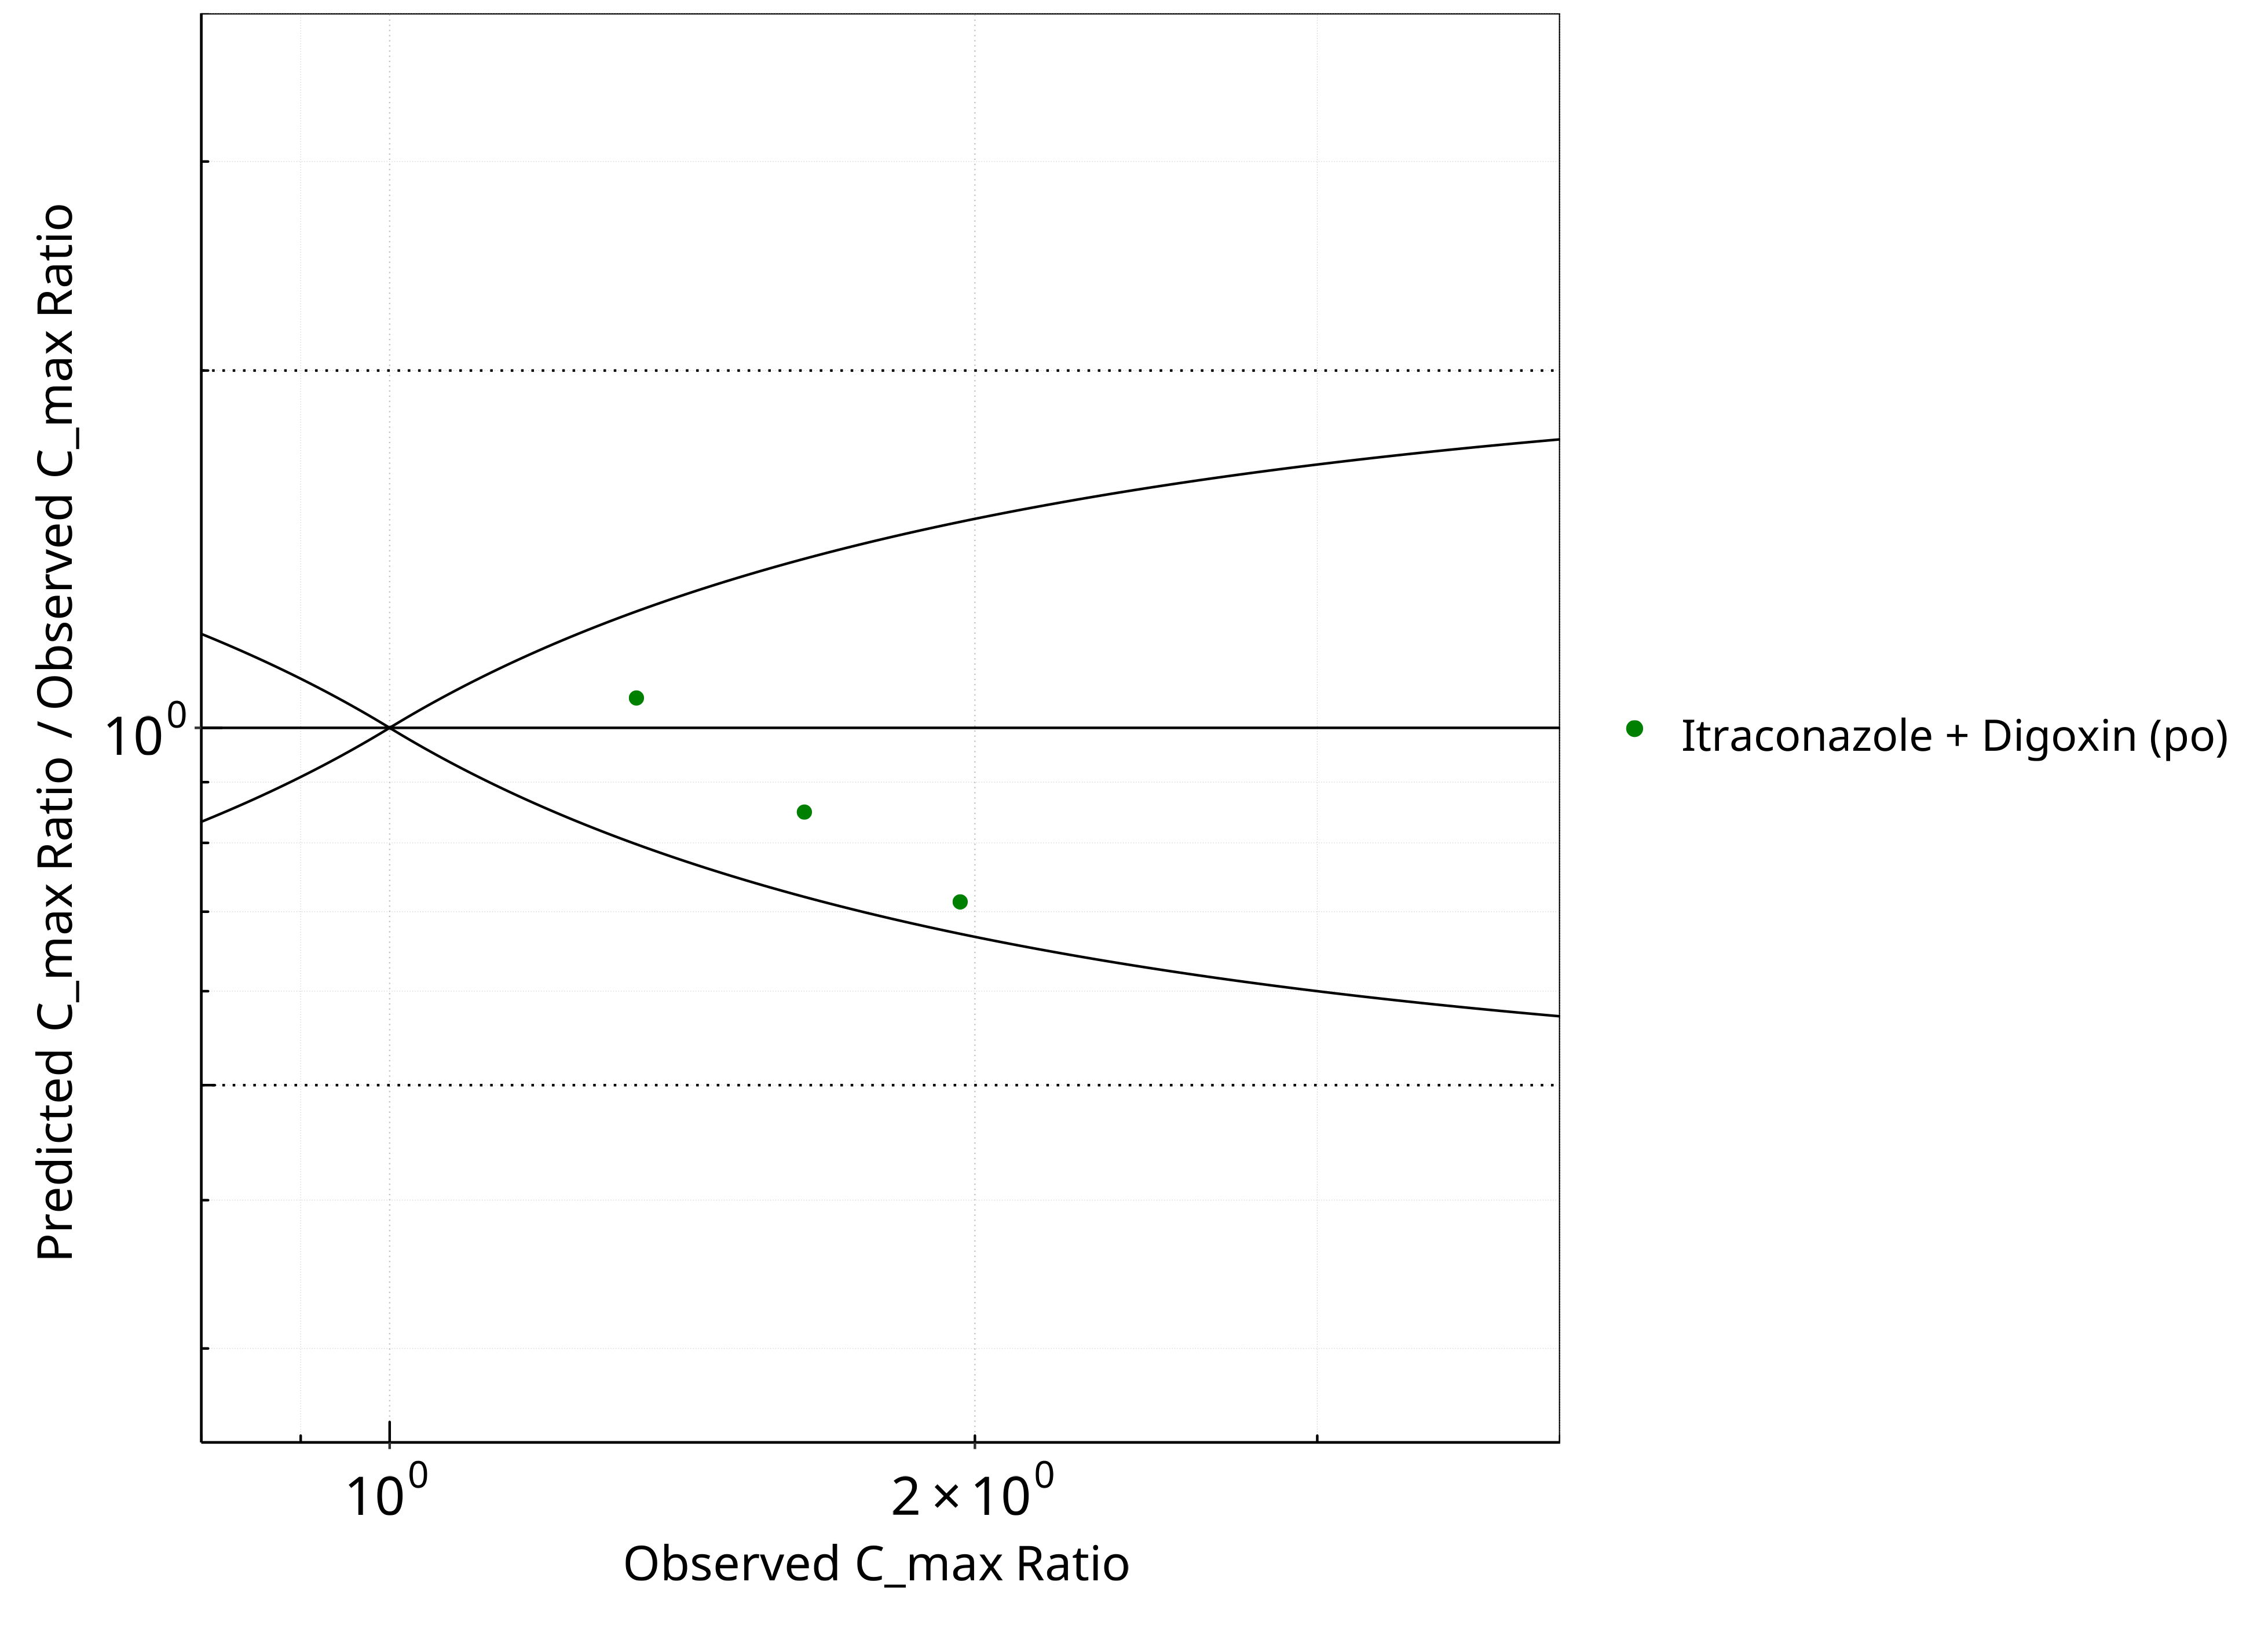 Predicted C_max Ratio / Observed C_max Ratio
10⁰
10⁰
2 × 10⁰
Observed C_max Ratio
Itraconazole + Digoxin (po)